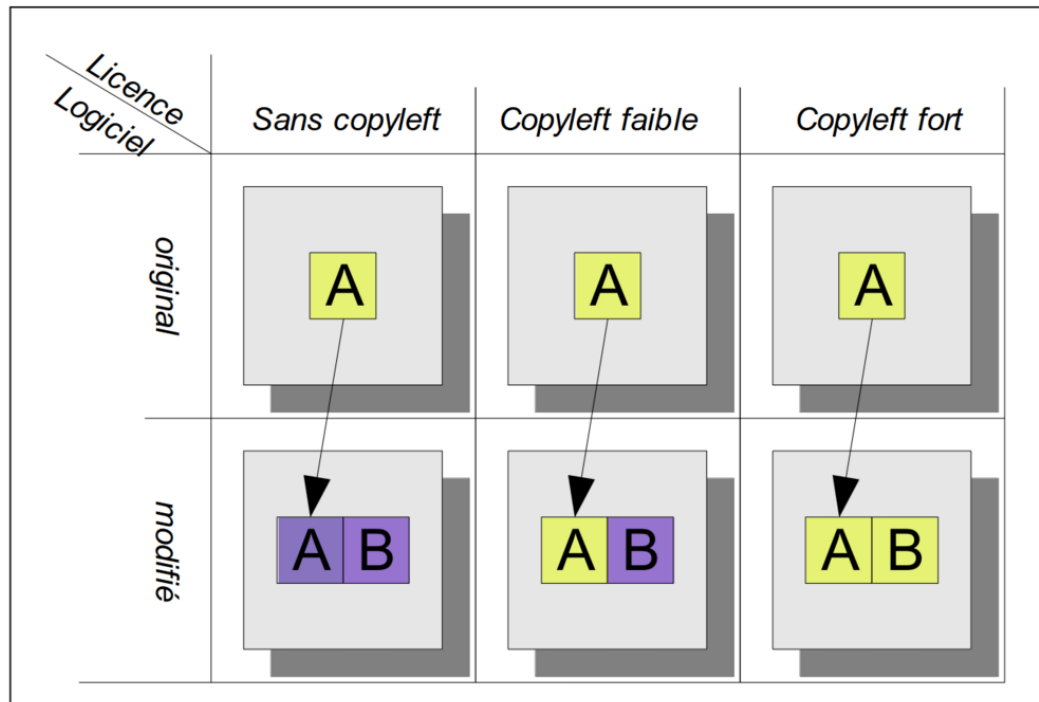 Licence
Logiciel
Sans copyleft
Copyleft faible
Copyleft fort
original
A
A
A
modifié
A B
A B
A B